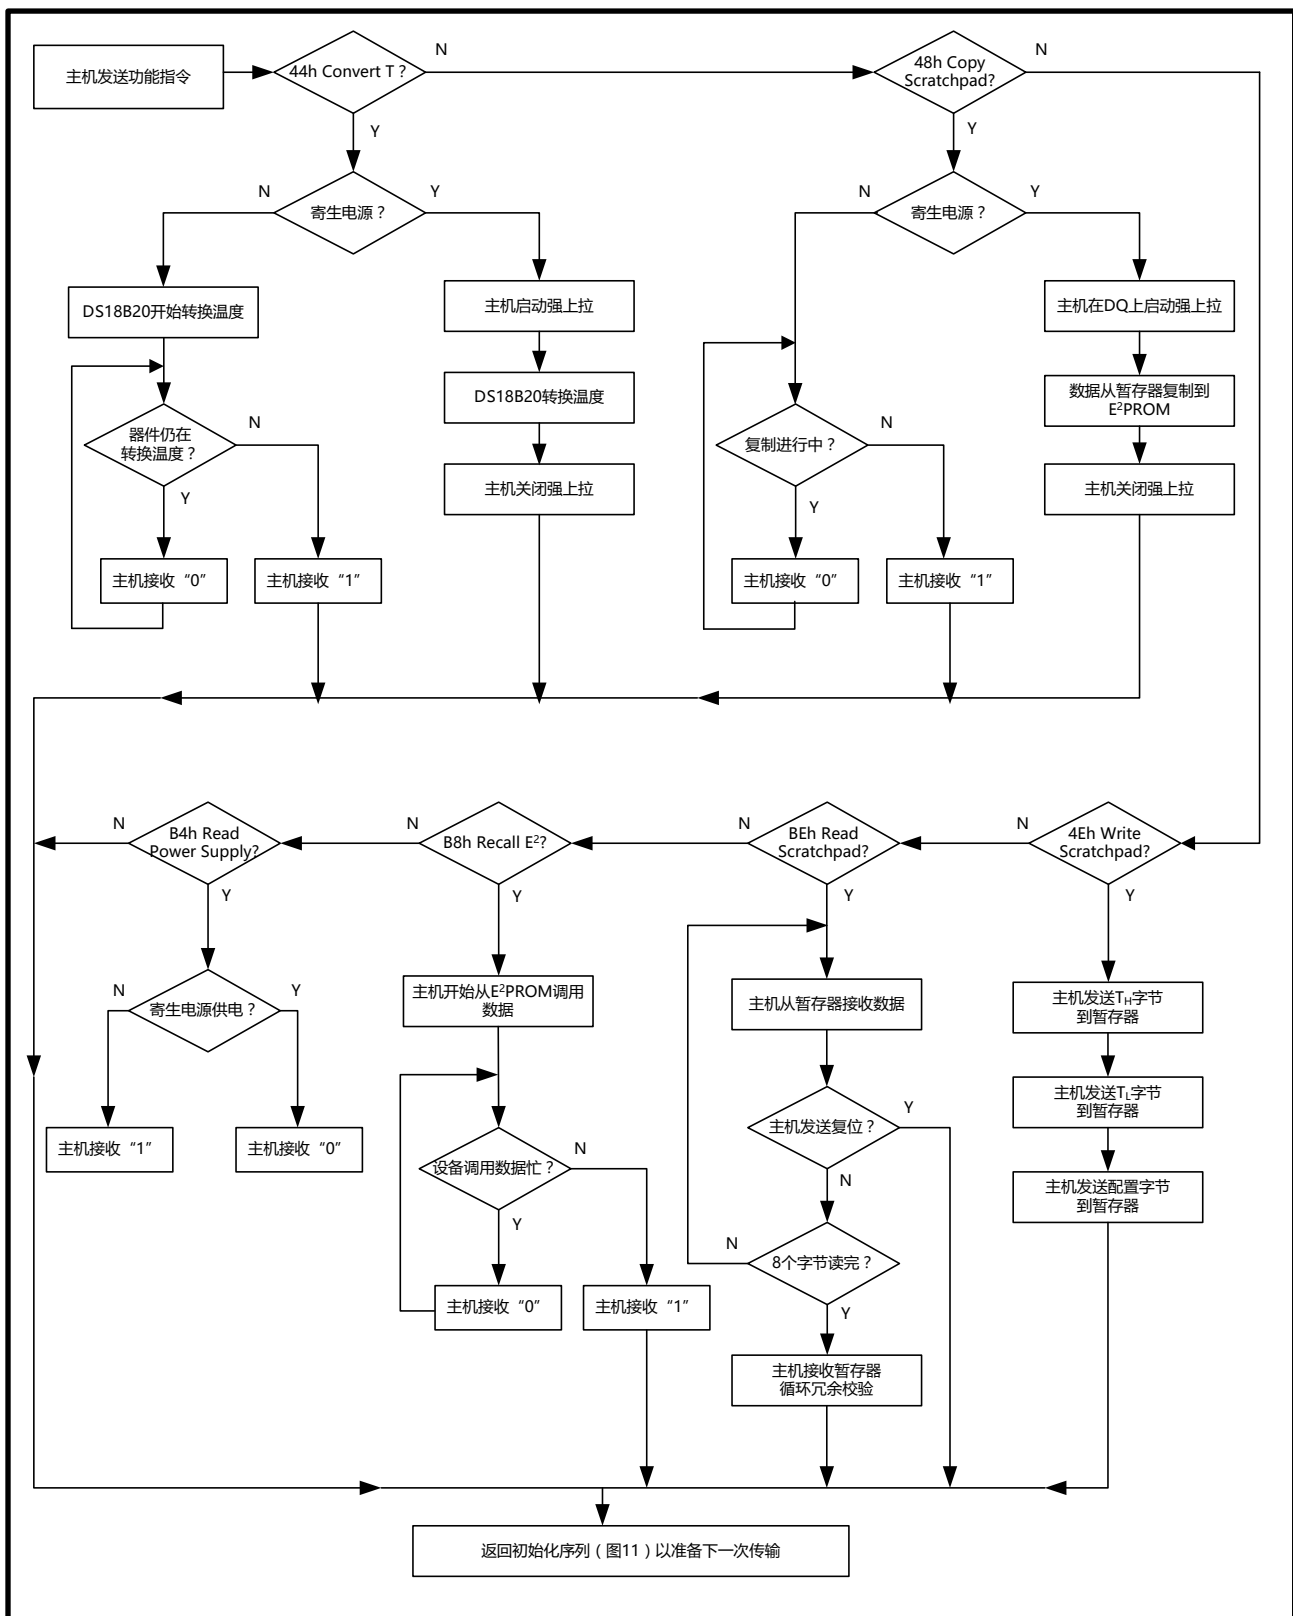 主机发送功能指令
44h Convert T？
N
48h Copy
Scratchpad?
N
Y
Y
N
寄生电源？
Y
N
寄生电源？
Y
DS18B20开始转换温度
主机启动强上拉
主机在DQ上启动强上拉
DS18B20转换温度
数据从暂存器复制到
E²PROM
器件仍在
转换温度？
N
复制进行中？
N
Y
主机关闭强上拉
Y
主机关闭强上拉
主机接收“0”
主机接收“1”
主机接收“0”
主机接收“1”
B4h Read
Power Supply?
N
B8h Recall E²?
N
BEh Read
Scratchpad?
N
4Eh Write
Scratchpad?
N
Y
Y
Y
Y
N
寄生电源供电？
Y
主机开始从E²PROM调用
数据
主机从暂存器接收数据
主机发送TH字节
到暂存器
主机发送TL字节
到暂存器
主机接收“1”
主机接收“0”
主机发送复位？
Y
设备调用数据忙？
N
N
主机发送配置字节
到暂存器
Y
N
8个字节读完？
主机接收“0”
主机接收“1”
Y
主机接收暂存器
循环冗余校验
返回初始化序列（图11）以准备下一次传输